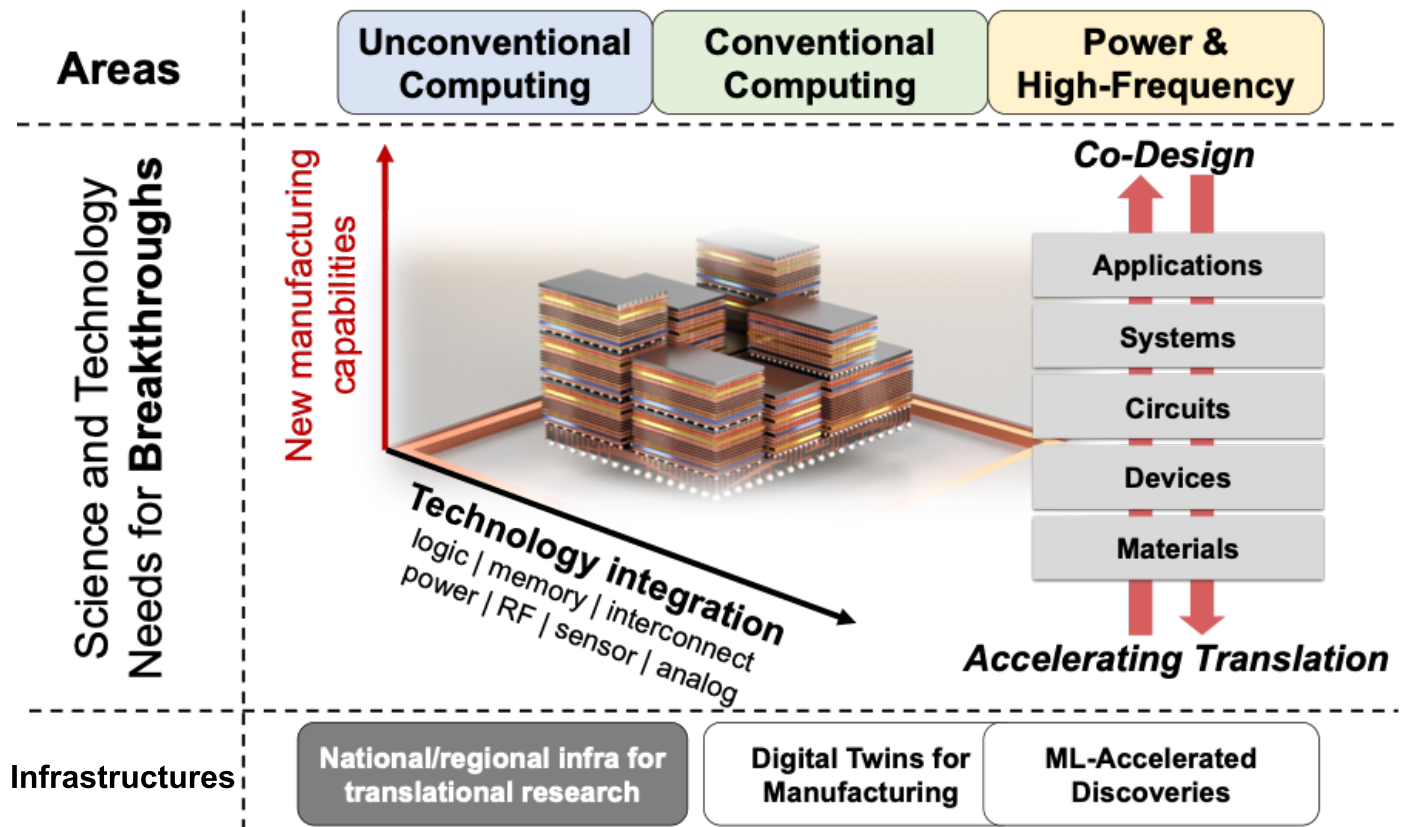 Areas
Unconventional
Computing
Conventional
Computing
Power &
High-Frequency
Science and Technology
Needs for Breakthroughs
New manufacturing
capabilities
Technology integration
logic | memory | interconnect
power | RF | sensor | analog
Co-Design
Applications
Systems
Circuits
Devices
Materials
Accelerating Translation
Infrastructures
National/regional infra for
translational research
Digital Twins for
Manufacturing
ML-Accelerated
Discoveries